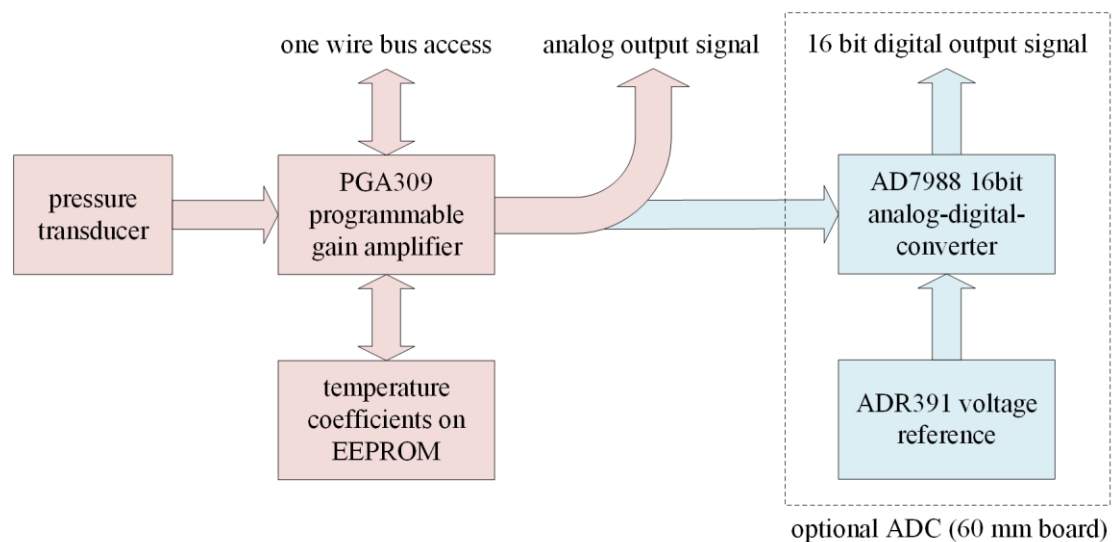 one wire bus access
analog output signal
16 bit digital output signal
pressure
transducer
PGA309
programmable
gain amplifier
AD7988 16bit
analog-digital-
converter
temperature
coefficients on
EEPROM
ADR391 voltage
reference
optional ADC (60 mm board)